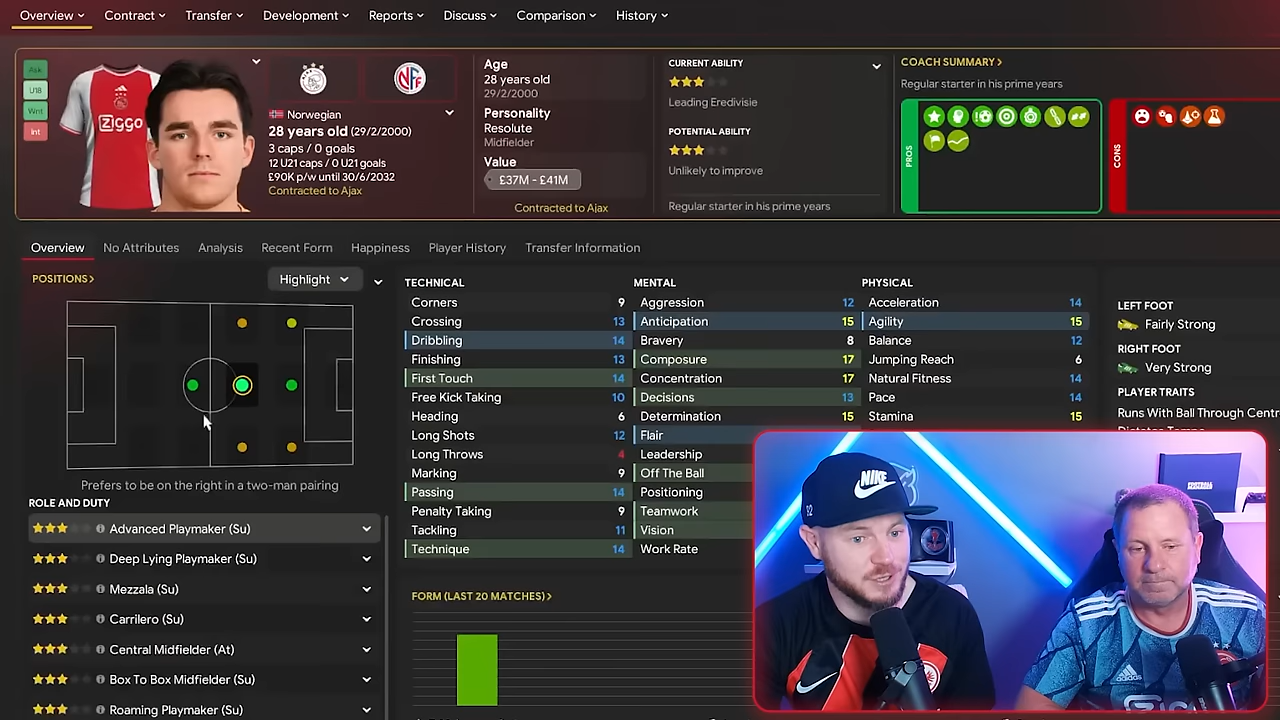 Overview Contract Transfer Development Reports Discuss Comparison History
Ask
U18
Wnt
Int
Ziggo
Norwegian
28 years old (29/2/2000)
3 caps / 0 goals
12 U21 caps / 0 U21 goals
£90K p/w until 30/6/2032
Contracted to Ajax
Age
28 years old
29/2/2000
Personality
Resolute
Midfielder
Value
£37M - £41M
Contracted to Ajax
CURRENT ABILITY
Leading Eredivisie
POTENTIAL ABILITY
Unlikely to improve
Regular starter in his prime years
COACH SUMMARY >
Regular starter in his prime years
PROS
CONS
Overview No Attributes Analysis Recent Form Happiness Player History Transfer Information
POSITIONS >
Highlight
Prefers to be on the right in a two-man pairing
ROLE AND DUTY
Advanced Playmaker (Su)
Deep Lying Playmaker (Su)
Mezzala (Su)
Carrilero (Su)
Central Midfielder (At)
Box To Box Midfielder (Su)
Roaming Playmaker (Su)
TECHNICAL
Corners 9
Crossing 13
Dribbling 14
Finishing 13
First Touch 14
Free Kick Taking 10
Heading 6
Long Shots 12
Long Throws 4
Marking 9
Passing 14
Penalty Taking 9
Tackling 11
Technique 14
MENTAL
Aggression 12
Anticipation 15
Bravery 8
Composure 17
Concentration 17
Decisions 13
Determination 15
Flair
Leadership
Off The Ball
Positioning
Teamwork
Vision
Work Rate
PHYSICAL
Acceleration 14
Agility 15
Balance 12
Jumping Reach 6
Natural Fitness 14
Pace 14
Stamina 15
LEFT FOOT
Fairly Strong
RIGHT FOOT
Very Strong
PLAYER TRAITS
Runs With Ball Through Centr
Dictates Tempo
FORM (LAST 20 MATCHES) >
NIKE
adidas